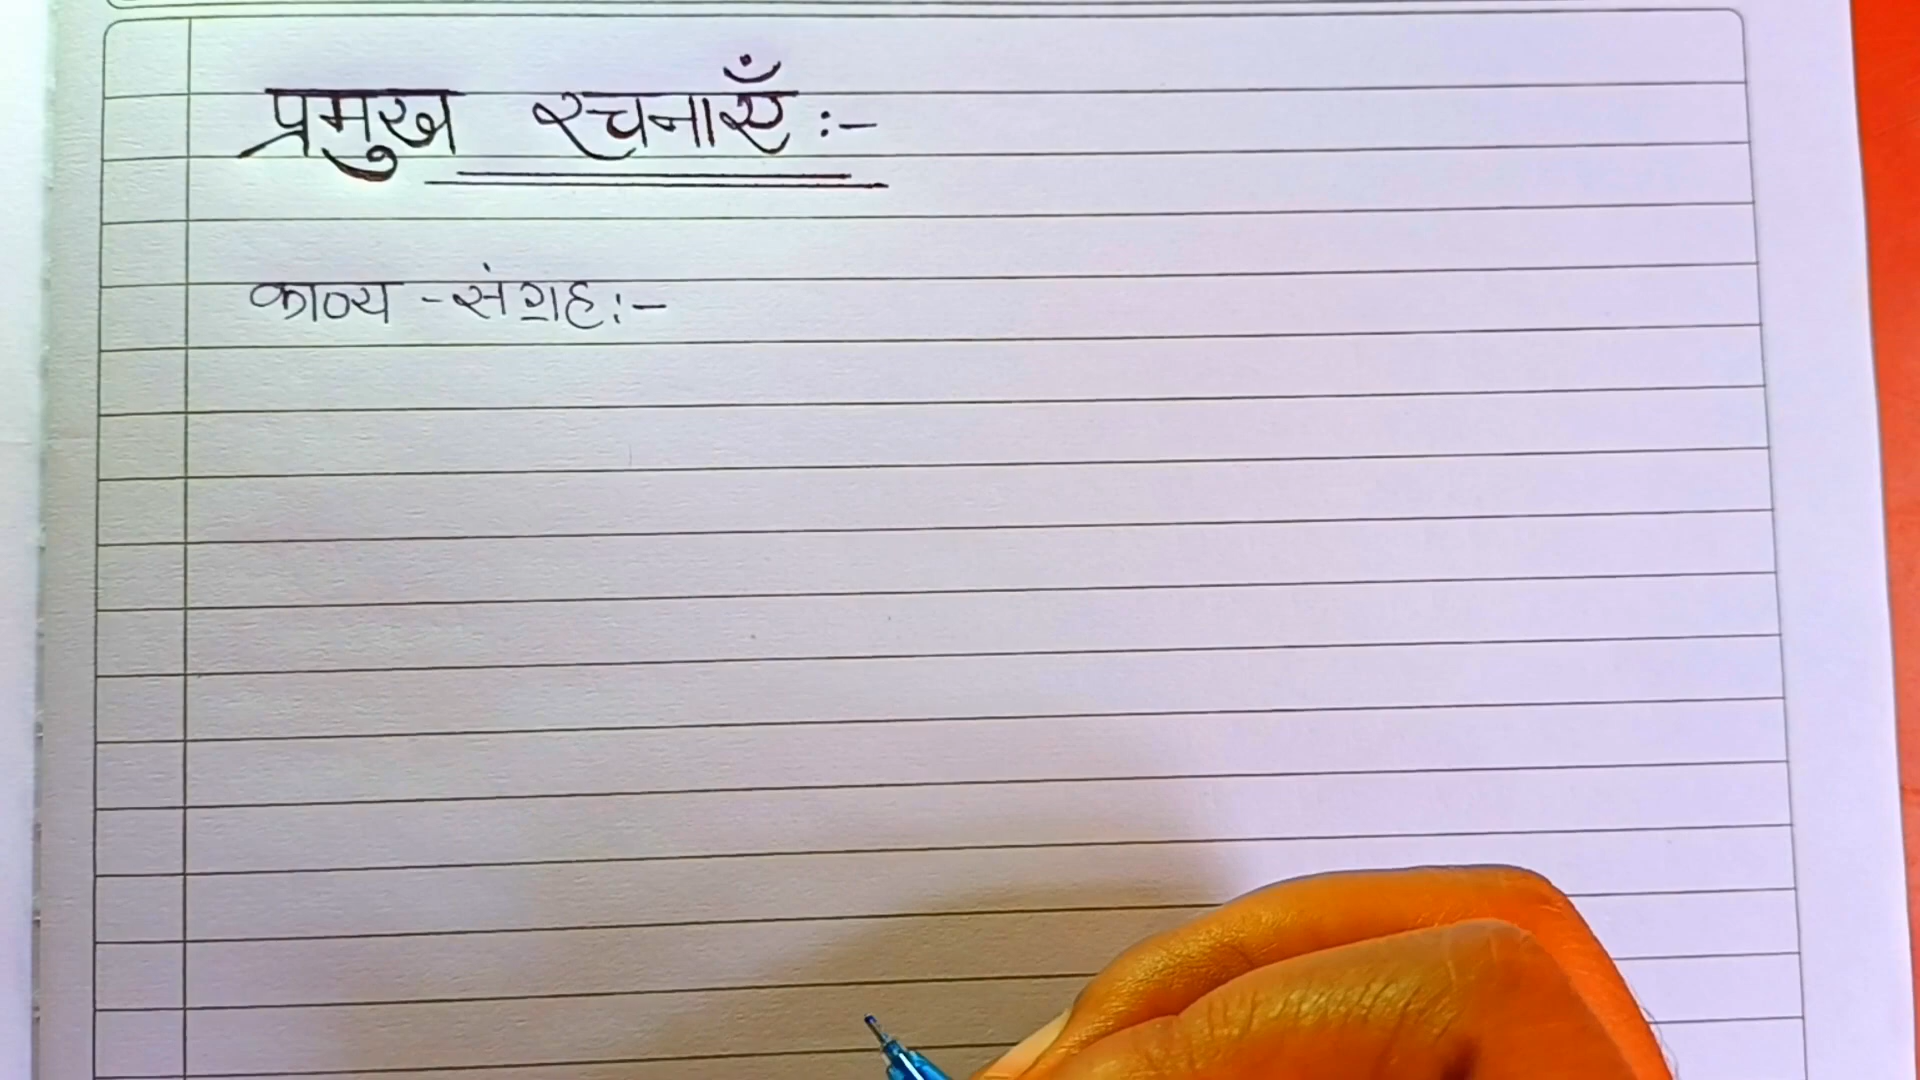 प्रमुख रचनाएँ :-
काव्य - संग्रह :-